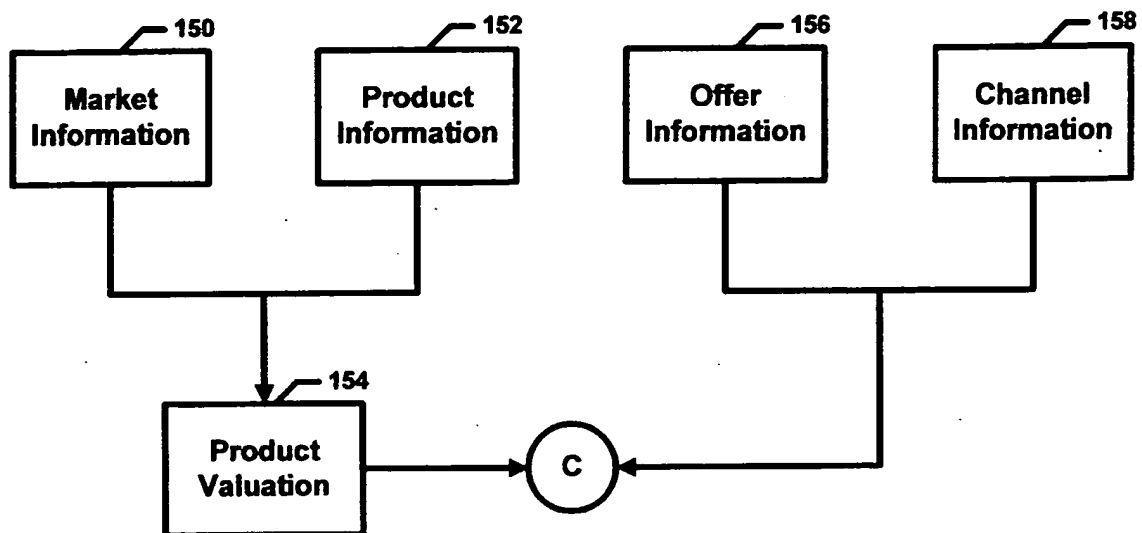 150
152
156
158
Market
Information
Product
Information
Offer
Information
Channel
Information
154
Product
Valuation
C